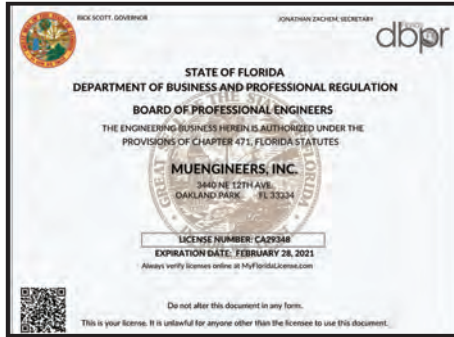 RICK SCOTT, GOVERNOR
JONATHAN ZACHEM, SECRETARY
dbpr
STATE OF FLORIDA
DEPARTMENT OF BUSINESS AND PROFESSIONAL REGULATION
BOARD OF PROFESSIONAL ENGINEERS
THE ENGINEERING BUSINESS HEREIN IS AUTHORIZED UNDER THE
PROVISIONS OF CHAPTER 471, FLORIDA STATUTES
MUENGINEERS, INC.
3440 NE 12TH AVE.
OAKLAND PARK FL 33334
LICENSE NUMBER: CA29348
EXPIRATION DATE: FEBRUARY 28, 2021
Always verify licenses online at MyFloridaLicense.com
Do not alter this document in any form.
This is your license. It is unlawful for anyone other than the licensee to use this document.